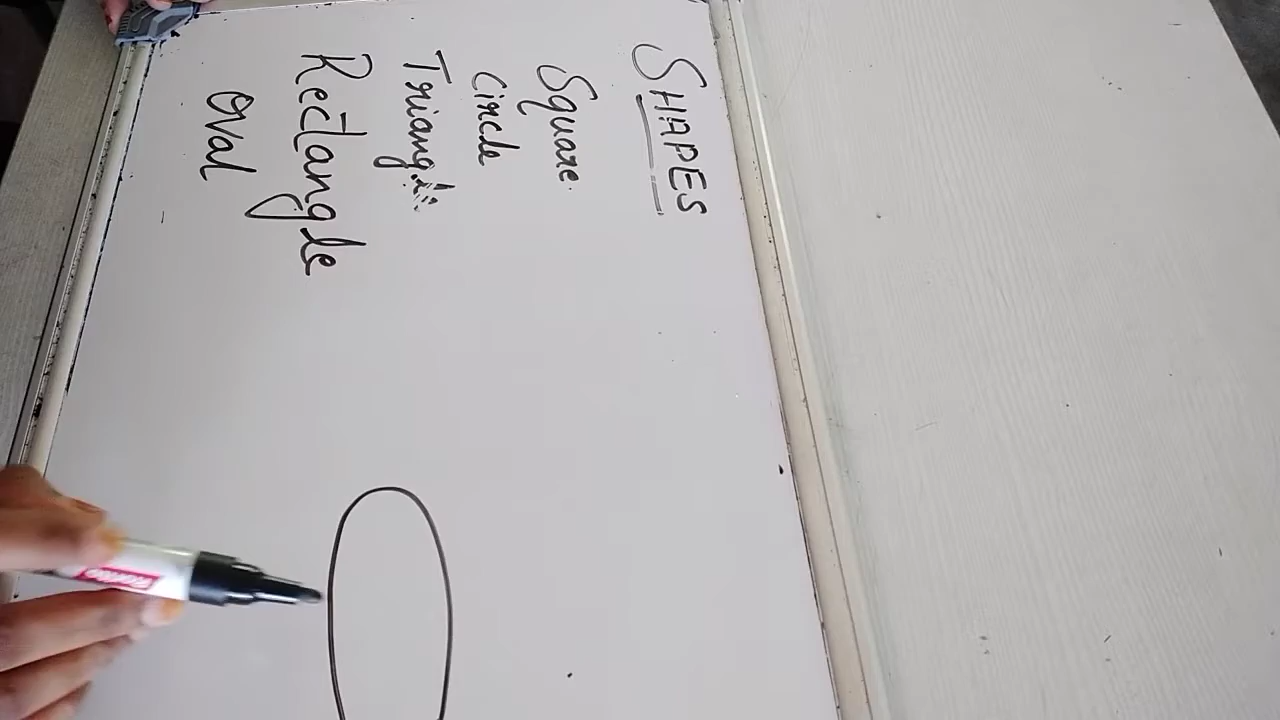 SHAPES
Square.
Circle
Triangle
Rectangle
Oval